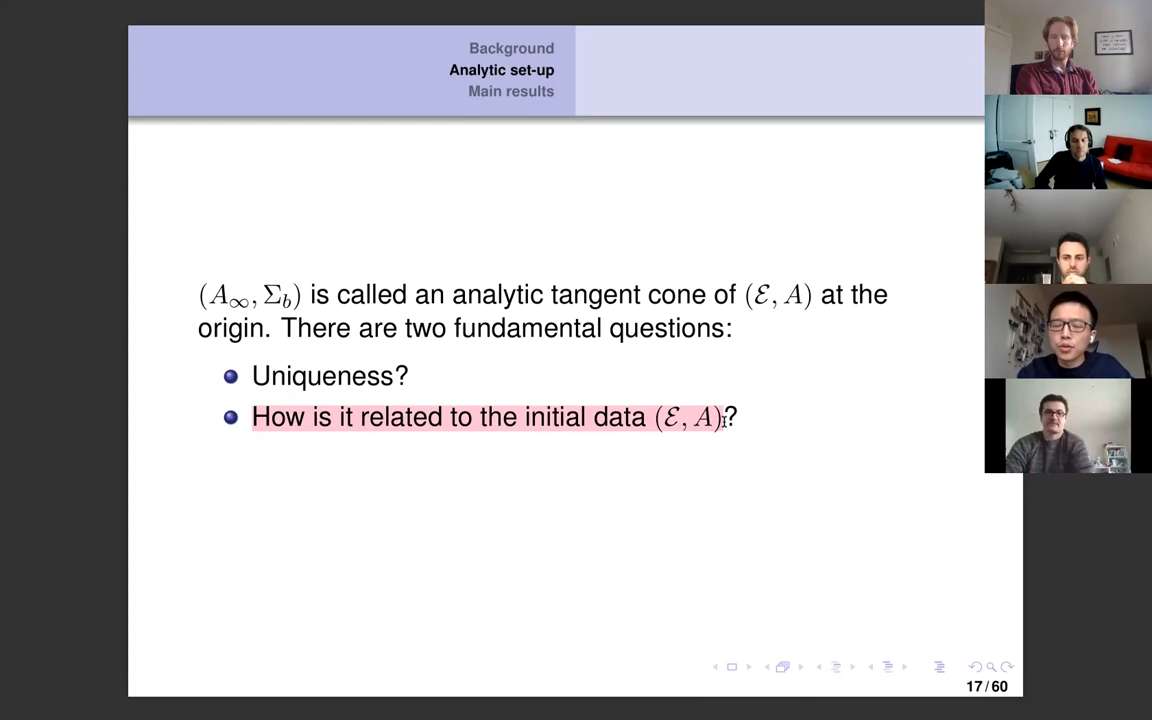 Background
Analytic set-up
Main results
(A∞, Σb) is called an analytic tangent cone of (ℰ, A) at the
origin. There are two fundamental questions:
Uniqueness?
How is it related to the initial data (ℰ, A)?
17/60